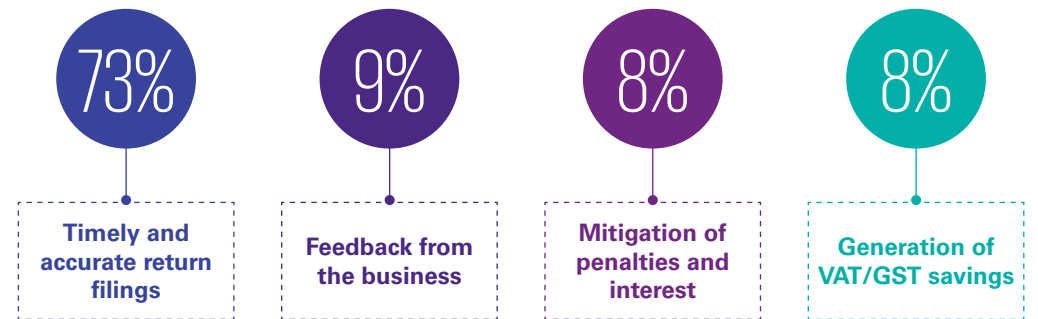 73%
9%
8%
8%
Timely and
accurate return
filings
Feedback from
the business
Mitigation of
penalties and
interest
Generation of
VAT/GST savings